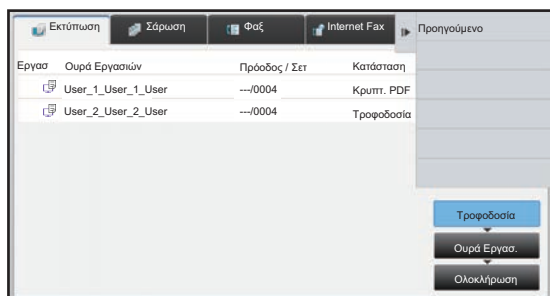 Εκτύπωση Σάρωση Φαξ Internet Fax Προηγούμενο
Εργασ Ουρά Εργασιών Πρόοδος / Σετ Κατάσταση
User_1_User_1_User ---/0004 Κρυπτ. PDF
User_2_User_2_User ---/0004 Τροφοδοσία
Τροφοδοσία
Ουρά Εργασ.
Ολοκλήρωση